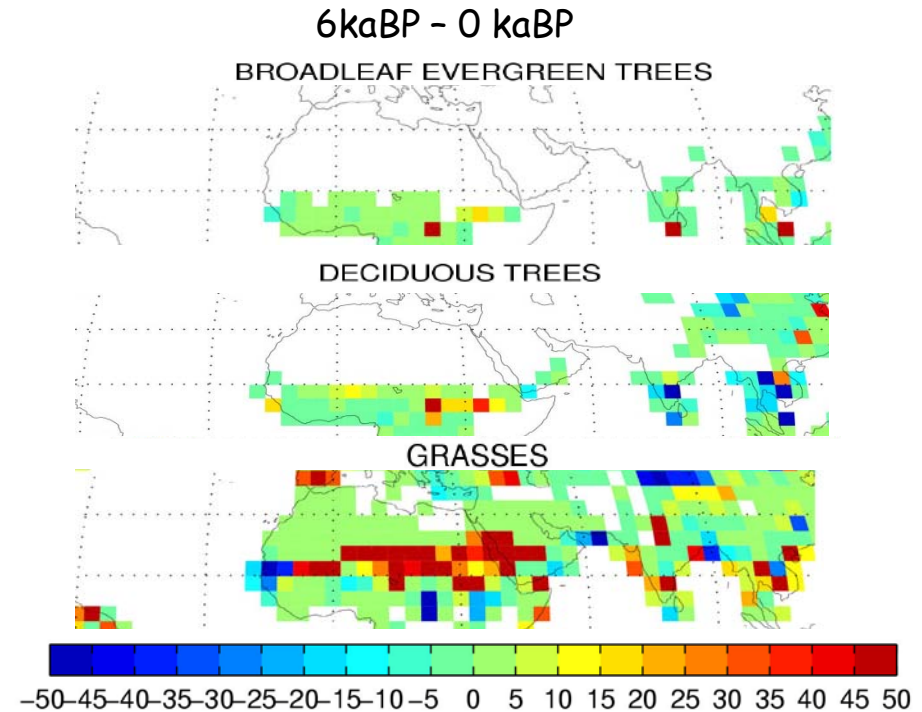 6kaBP – 0 kaBP
BROADLEAF EVERGREEN TREES
DECIDUOUS TREES
GRASSES
−50−45−40−35−30−25−20−15−10 −5 0 5 10 15 20 25 30 35 40 45 50